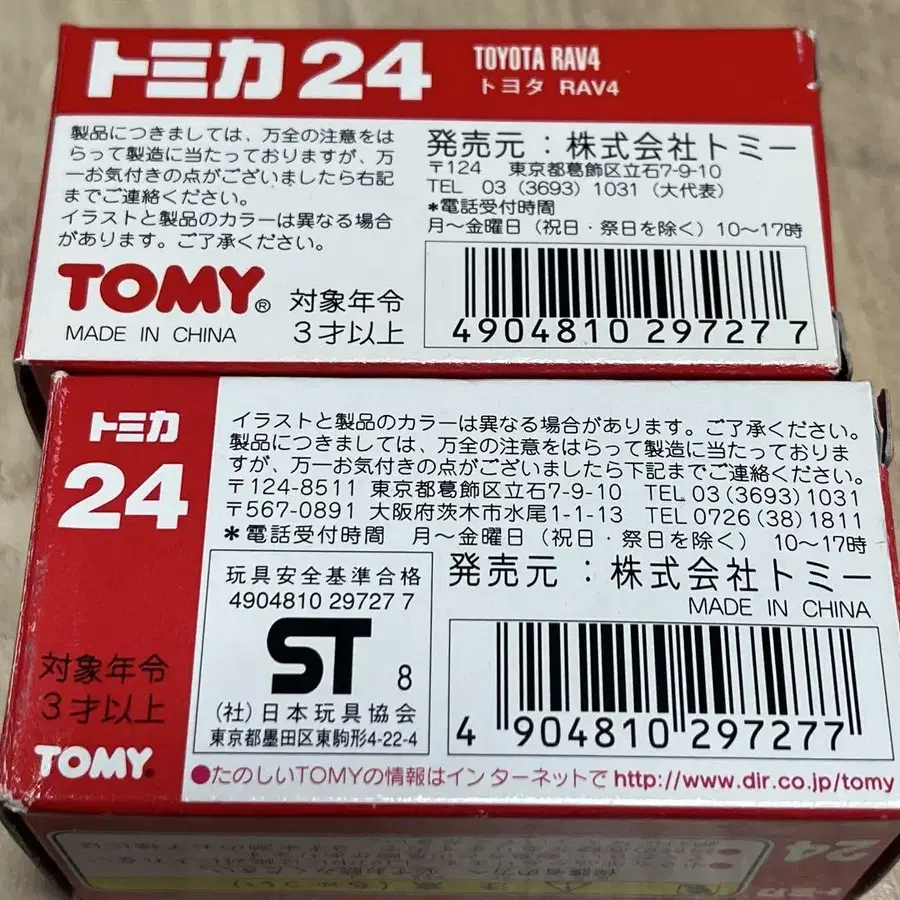 トミカ 24 TOYOTA RAV4
トヨタ RAV4
製品につきましては、万全の注意をは
らって製造に当たっておりますが、万
一お気付きの点がございましたら右記
までご連絡ください。
イラストと製品のカラーは異なる場合
があります。ご了承ください。
TOMY®
MADE IN CHINA
対象年令
3才以上
発売元：株式会社トミー
〒124 東京都葛飾区立石7-9-10
TEL 03 (3693) 1031 (大代表)
*電話受付時間
月～金曜日 (祝日・祭日を除く) 10～17時
4904810 29727 7
トミカ
24
対象年令
3才以上
TOMY®
イラストと製品のカラーは異なる場合があります。ご了承ください。
製品につきましては、万全の注意をはらって製造に当たっておりま
すが、万一お気付きの点がございましたら下記までご連絡ください。
〒124-8511 東京都葛飾区立石7-9-10 TEL 03 (3693) 1031
〒567-0891 大阪府茨木市水尾1-1-13 TEL 0726 (38) 1811
*電話受付時間 月～金曜日 (祝日・祭日を除く) 10～17時
玩具安全基準合格
4904810 29727 7
ST 8
(社) 日本玩具協会
東京都墨田区東駒形4-22-4
発売元：株式会社トミー
MADE IN CHINA
4 904810 297277
●たのしいTOMYの情報はインターネットで http://www.dir.co.jp/tomy
24